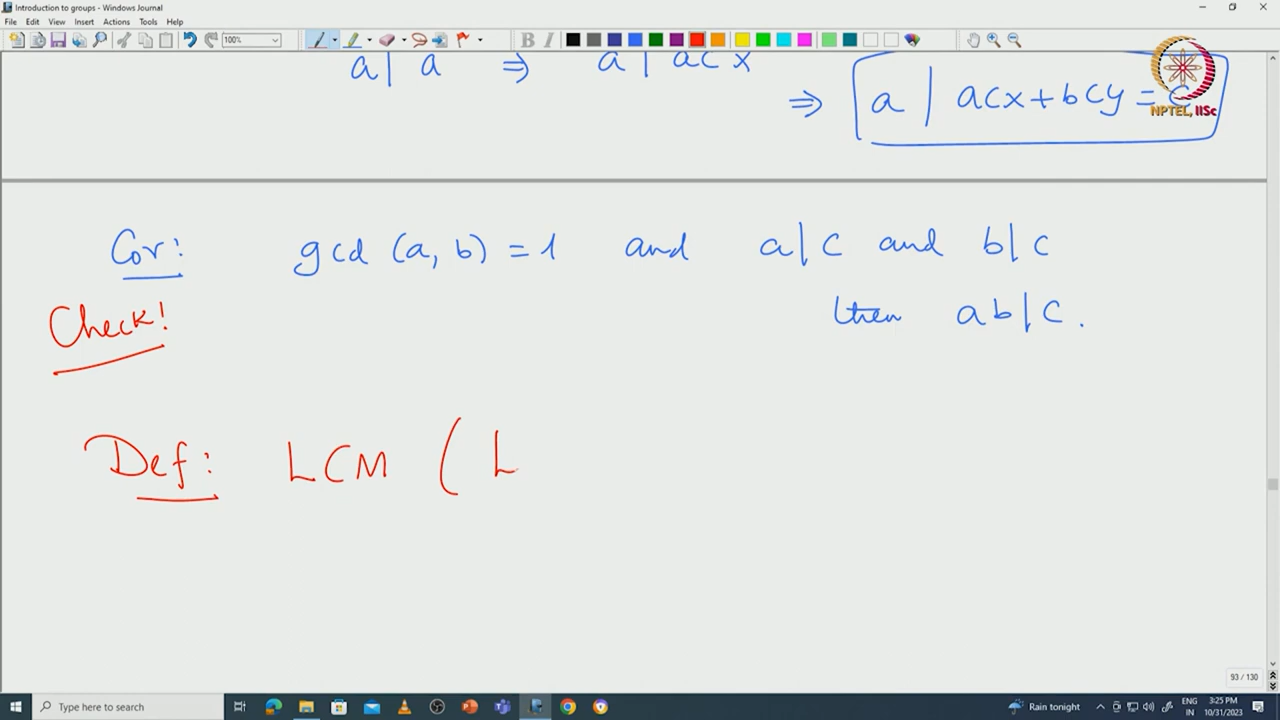 Introduction to groups - Windows Journal
File Edit View Insert Actions Tools Help
100%
B I
a | a ⇒ a | acx
⇒ a | acx + bcy = c
NPTEL, IISc
Cor: gcd (a, b) = 1 and a|c and b|c
then ab|c.
Check!
Def: LCM ( L
93 / 130
Type here to search
Rain tonight
ENG
IN
3:25 PM
10/31/2023